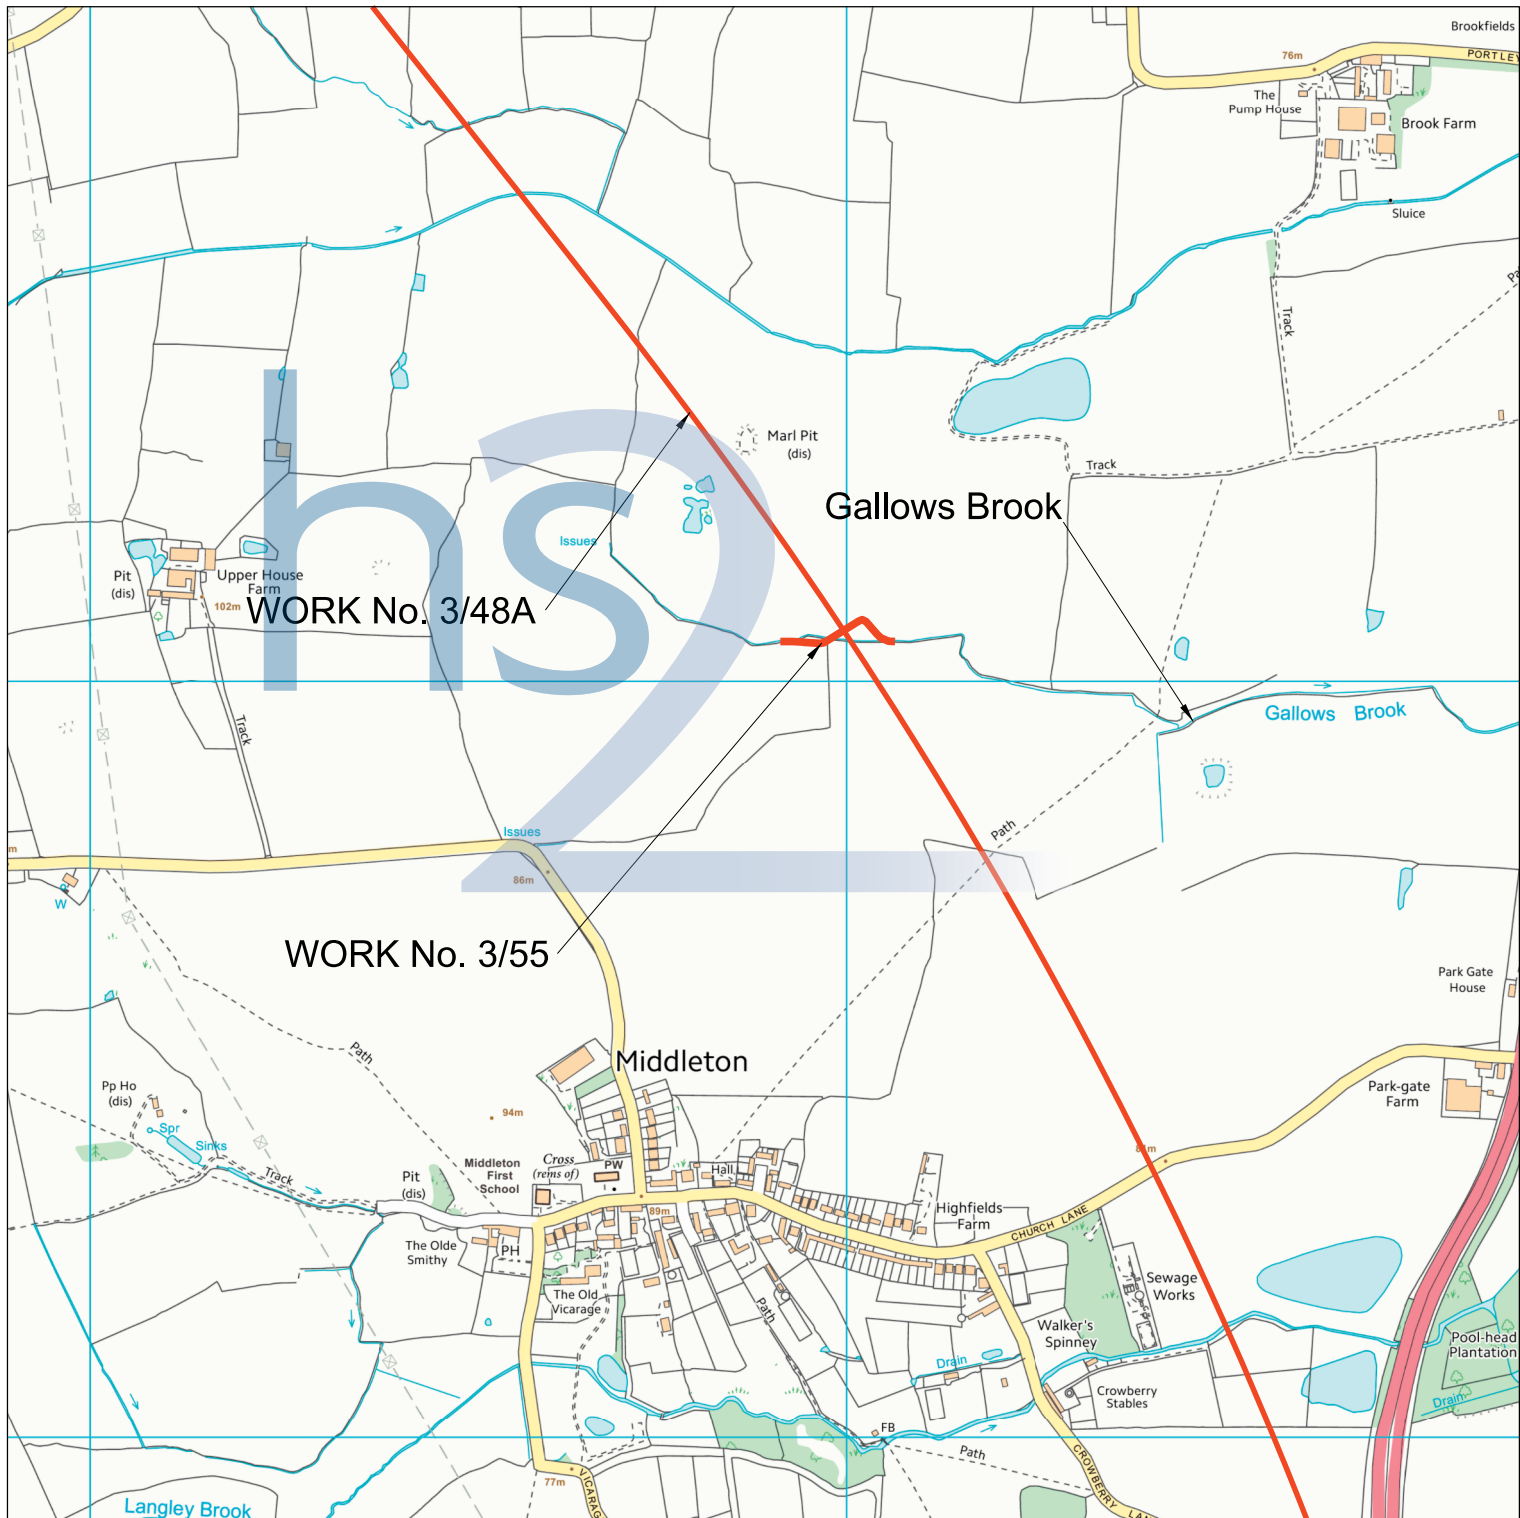 Brookfields
PORTLEY
76m
The
Pump House
Brook Farm
Sluice
Track
Marl Pit
(dis)
Track
Gallows Brook
hs2
Issues
Pit
(dis)
Upper House
Farm
102m
WORK No. 3/48A
Track
Gallows Brook
Path
m
Issues
86m
W
WORK No. 3/55
Park Gate
House
Path
Middleton
Pp Ho
(dis)
94m
Park-gate
Farm
Spr
Sinks
Track
Pit
(dis)
Middleton
First
School
Cross
(rems of)
PW
Hall
89m
Highfields
Farm
CHURCH LANE
The Olde
Smithy
PH
The Old
Vicarage
Path
Sewage
Works
Walker's
Spinney
Pool-head
Plantation
Drain
Crowberry
Stables
Drain
FB
Path
CROWBERRY LAN
77m
VICARAG
Langley Brook